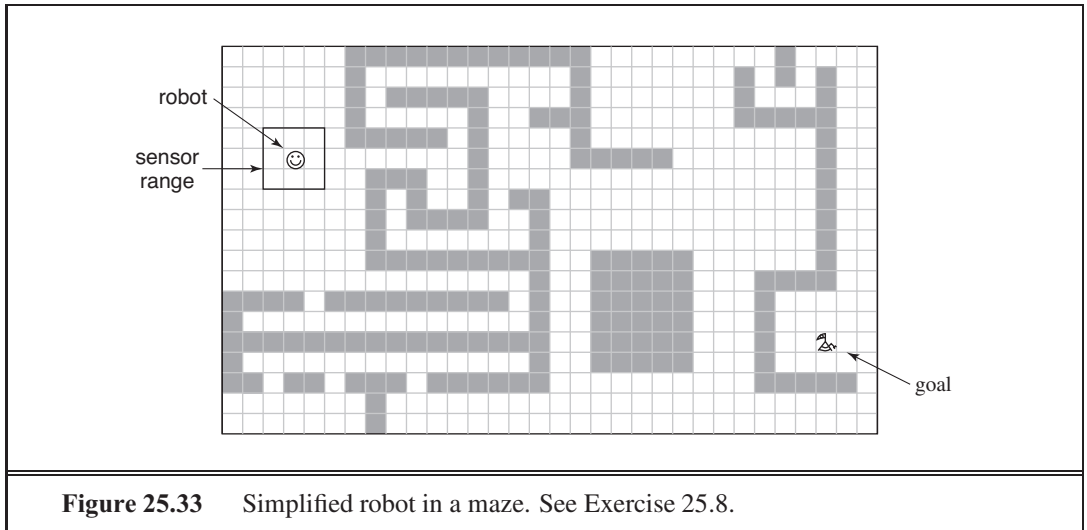 robot
sensor
range
goal
Figure 25.33 Simplified robot in a maze. See Exercise 25.8.